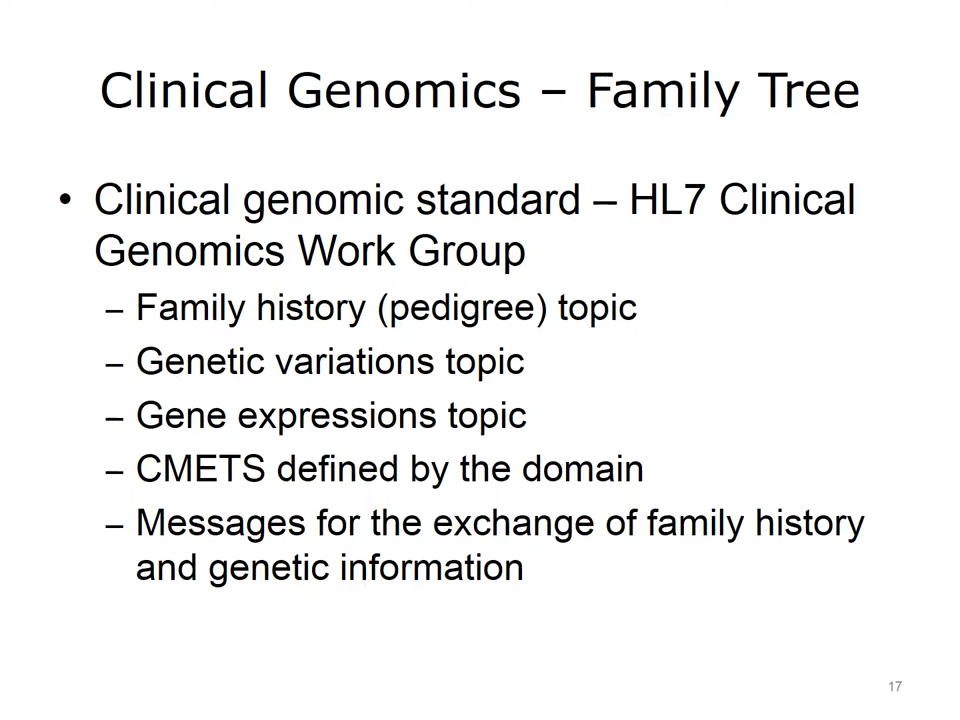 Clinical Genomics – Family Tree
• Clinical genomic standard – HL7 Clinical
Genomics Work Group
– Family history (pedigree) topic
– Genetic variations topic
– Gene expressions topic
– CMETS defined by the domain
– Messages for the exchange of family history
and genetic information
17